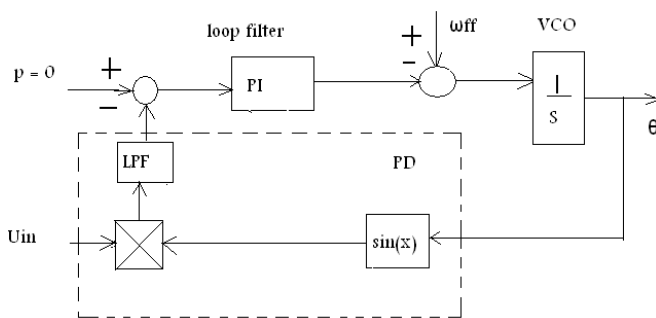 loop filter
ωff
VCO
p = 0
+
−
PI
+
−
1
S
θ
LPF
PD
Uin
sin(x)